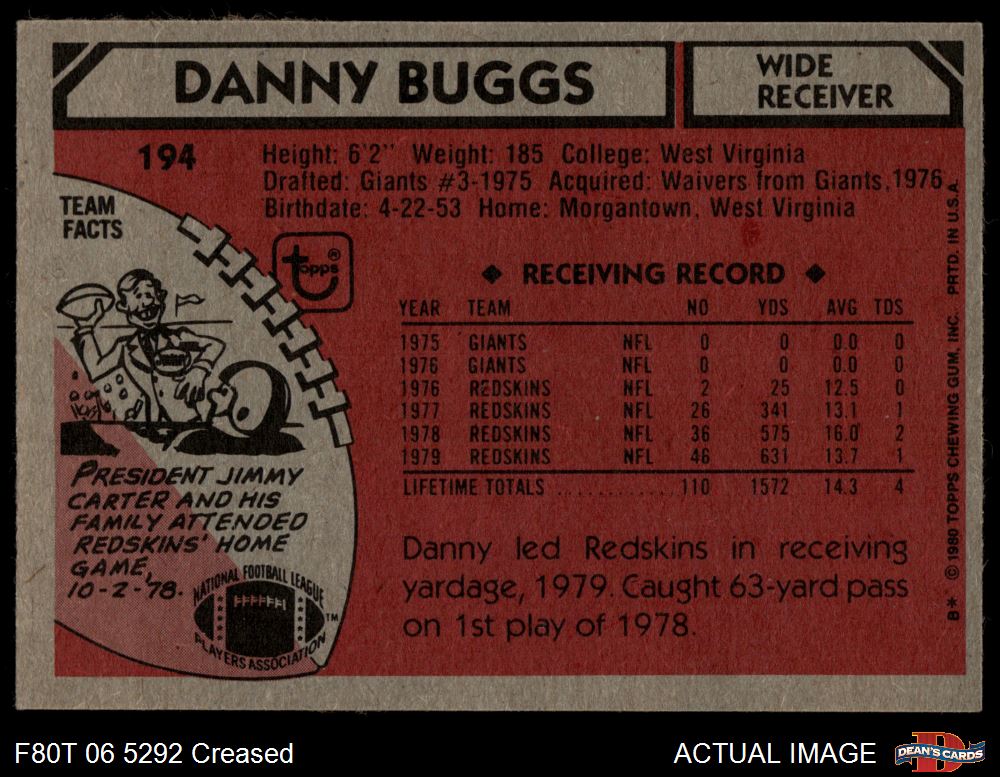 DANNY BUGGS
WIDE
RECEIVER
194
Height: 6'2" Weight: 185 College: West Virginia
Drafted: Giants #3-1975 Acquired: Waivers from Giants, 1976
Birthdate: 4-22-53 Home: Morgantown, West Virginia
TEAM
FACTS
topps®
PRESIDENT JIMMY
CARTER AND HIS
FAMILY ATTENDED
REDSKINS' HOME
GAME,
10-2-'78.
NATIONAL FOOTBALL LEAGUE
PLAYERS ASSOCIATION
TM
◆ RECEIVING RECORD ◆
YEAR TEAM NO YDS AVG TDS
1975 GIANTS NFL 0 0 0.0 0
1976 GIANTS NFL 0 0 0.0 0
1976 REDSKINS NFL 2 25 12.5 0
1977 REDSKINS NFL 26 341 13.1 1
1978 REDSKINS NFL 36 575 16.0 2
1979 REDSKINS NFL 46 631 13.7 1
LIFETIME TOTALS ............ 110 1572 14.3 4
Danny led Redskins in receiving
yardage, 1979. Caught 63-yard pass
on 1st play of 1978.
B* © 1980 TOPPS CHEWING GUM, INC. PRTD. IN U.S.A.
F80T 06 5292 Creased
ACTUAL IMAGE
DEAN'S CARDS